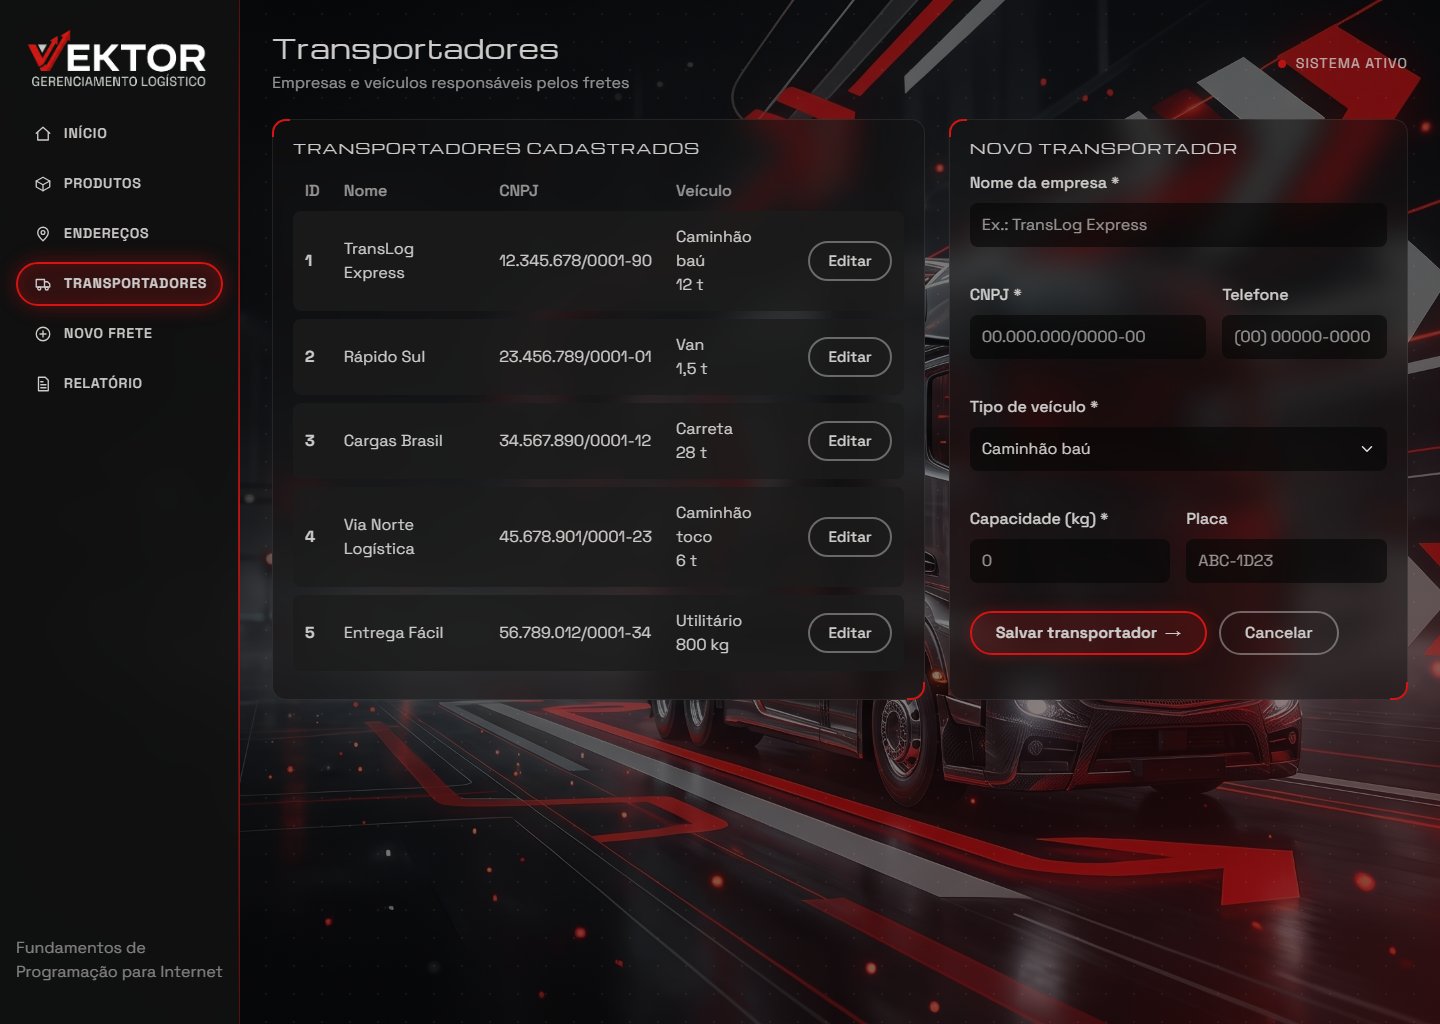 VEKTOR
GERENCIAMENTO LOGÍSTICO
INÍCIO
PRODUTOS
ENDEREÇOS
TRANSPORTADORES
NOVO FRETE
RELATÓRIO
Fundamentos de
Programação para Internet
Transportadores
Empresas e veículos responsáveis pelos fretes
SISTEMA ATIVO
TRANSPORTADORES CADASTRADOS
ID Nome CNPJ Veículo
1 TransLog Express 12.345.678/0001-90 Caminhão baú 12 t Editar
2 Rápido Sul 23.456.789/0001-01 Van 1,5 t Editar
3 Cargas Brasil 34.567.890/0001-12 Carreta 28 t Editar
4 Via Norte Logística 45.678.901/0001-23 Caminhão toco 6 t Editar
5 Entrega Fácil 56.789.012/0001-34 Utilitário 800 kg Editar
NOVO TRANSPORTADOR
Nome da empresa *
Ex.: TransLog Express
CNPJ * Telefone
00.000.000/0000-00 (00) 00000-0000
Tipo de veículo *
Caminhão baú
Capacidade (kg) * Placa
0 ABC-1D23
Salvar transportador → Cancelar